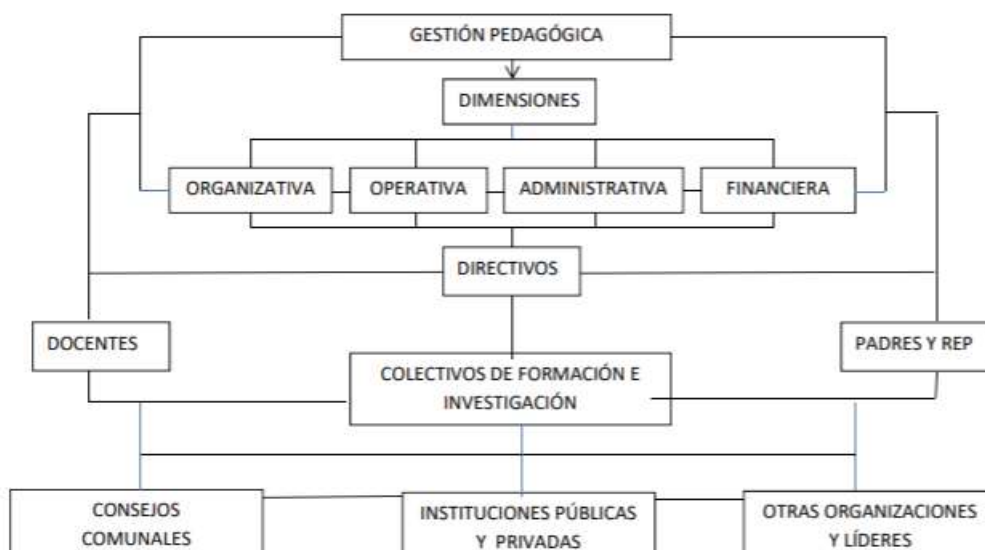 GESTIÓN PEDAGÓGICA
DIMENSIONES
ORGANIZATIVA
OPERATIVA
ADMINISTRATIVA
FINANCIERA
DIRECTIVOS
DOCENTES
PADRES Y REP
COLECTIVOS DE FORMACIÓN E
INVESTIGACIÓN
CONSEJOS
COMUNALES
INSTITUCIONES PÚBLICAS
Y PRIVADAS
OTRAS ORGANIZACIONES
Y LÍDERES